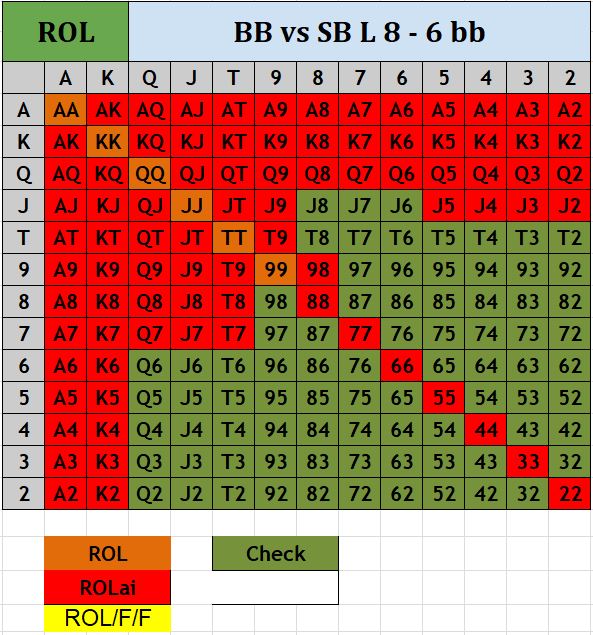 ROL BB vs SB L 8 - 6 bb
A K Q J T 9 8 7 6 5 4 3 2
A AA AK AQ AJ AT A9 A8 A7 A6 A5 A4 A3 A2
K AK KK KQ KJ KT K9 K8 K7 K6 K5 K4 K3 K2
Q AQ KQ QQ QJ QT Q9 Q8 Q7 Q6 Q5 Q4 Q3 Q2
J AJ KJ QJ JJ JT J9 J8 J7 J6 J5 J4 J3 J2
T AT KT QT JT TT T9 T8 T7 T6 T5 T4 T3 T2
9 A9 K9 Q9 J9 T9 99 98 97 96 95 94 93 92
8 A8 K8 Q8 J8 T8 98 88 87 86 85 84 83 82
7 A7 K7 Q7 J7 T7 97 87 77 76 75 74 73 72
6 A6 K6 Q6 J6 T6 96 86 76 66 65 64 63 62
5 A5 K5 Q5 J5 T5 95 85 75 65 55 54 53 52
4 A4 K4 Q4 J4 T4 94 84 74 64 54 44 43 42
3 A3 K3 Q3 J3 T3 93 83 73 63 53 43 33 32
2 A2 K2 Q2 J2 T2 92 82 72 62 52 42 32 22
ROL Check
ROLai
ROL/F/F